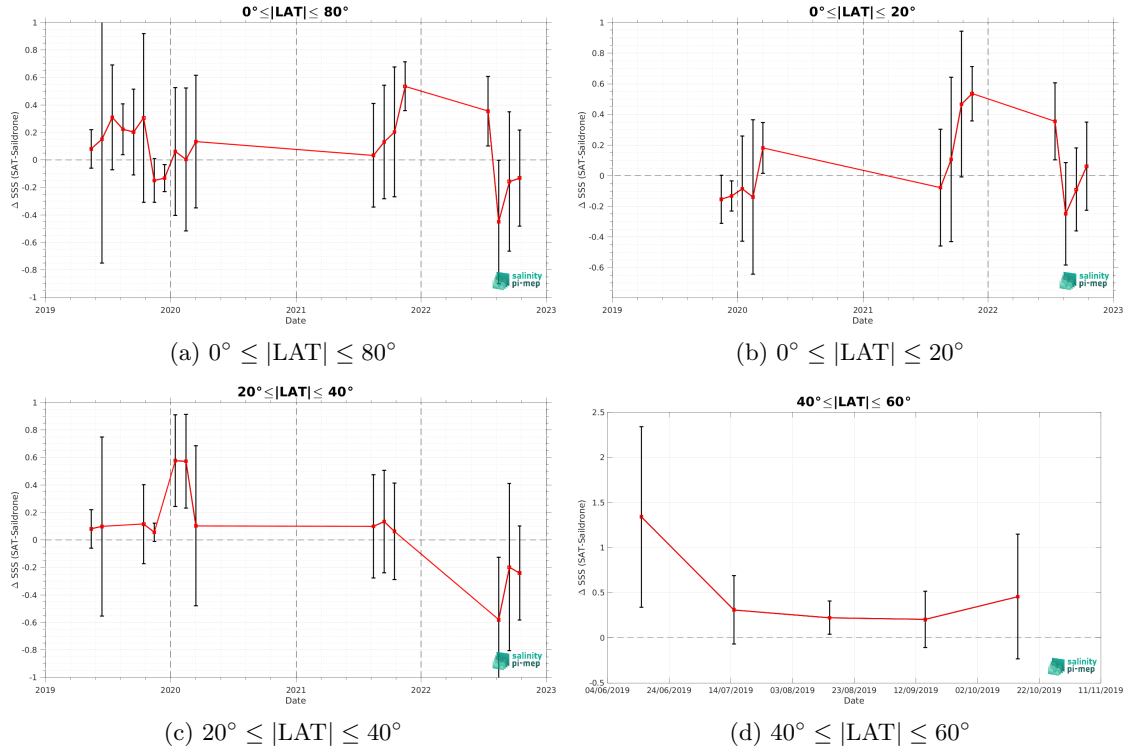 0°≤|LAT|≤ 80°
Δ SSS (SAT-Saildrone)
1
0.8
0.6
0.4
0.2
0
-0.2
-0.4
-0.6
-0.8
-1
2019
2020
2021
2022
2023
Date
salinity
pi-mep
(a) 0° ≤ |LAT| ≤ 80°
0°≤|LAT|≤ 20°
Δ SSS (SAT-Saildrone)
1
0.8
0.6
0.4
0.2
0
-0.2
-0.4
-0.6
2019
2020
2021
2022
2023
Date
salinity
pi-mep
(b) 0° ≤ |LAT| ≤ 20°
20°≤|LAT|≤ 40°
Δ SSS (SAT-Saildrone)
1
0.8
0.6
0.4
0.2
0
-0.2
-0.4
-0.6
-0.8
-1
2019
2020
2021
2022
2023
Date
salinity
pi-mep
(c) 20° ≤ |LAT| ≤ 40°
40°≤|LAT|≤ 60°
Δ SSS (SAT-Saildrone)
2.5
2
1.5
1
0.5
0
-0.5
04/06/2019
24/06/2019
14/07/2019
03/08/2019
23/08/2019
12/09/2019
02/10/2019
22/10/2019
11/11/2019
Date
salinity
pi-mep
(d) 40° ≤ |LAT| ≤ 60°